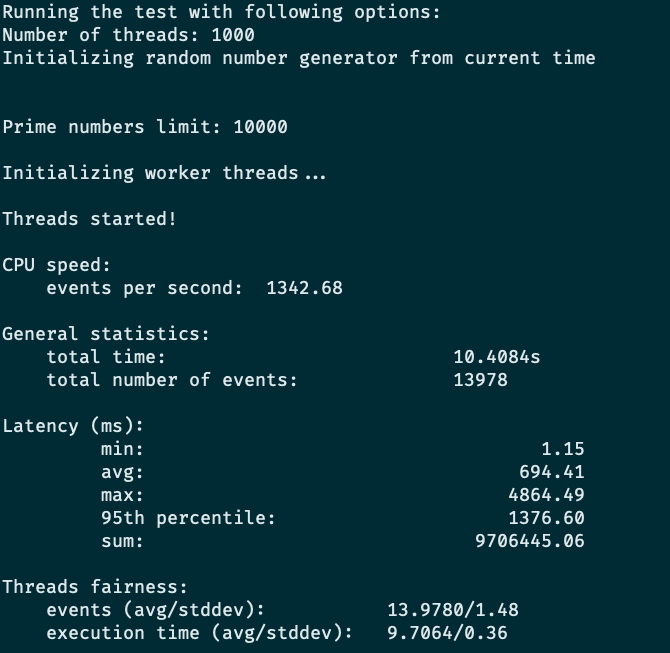 Running the test with following options:
Number of threads: 1000
Initializing random number generator from current time
Prime numbers limit: 10000
Initializing worker threads...
Threads started!
CPU speed:
events per second: 1342.68
General statistics:
total time: 10.4084s
total number of events: 13978
Latency (ms):
min: 1.15
avg: 694.41
max: 4864.49
95th percentile: 1376.60
sum: 9706445.06
Threads fairness:
events (avg/stddev): 13.9780/1.48
execution time (avg/stddev): 9.7064/0.36